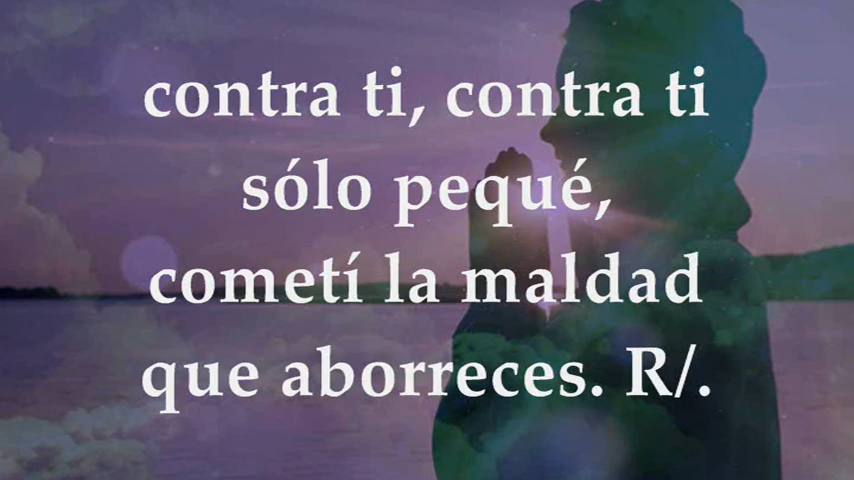 contra ti, contra ti
sólo pequé,
cometí la maldad
que aborreces. R/.